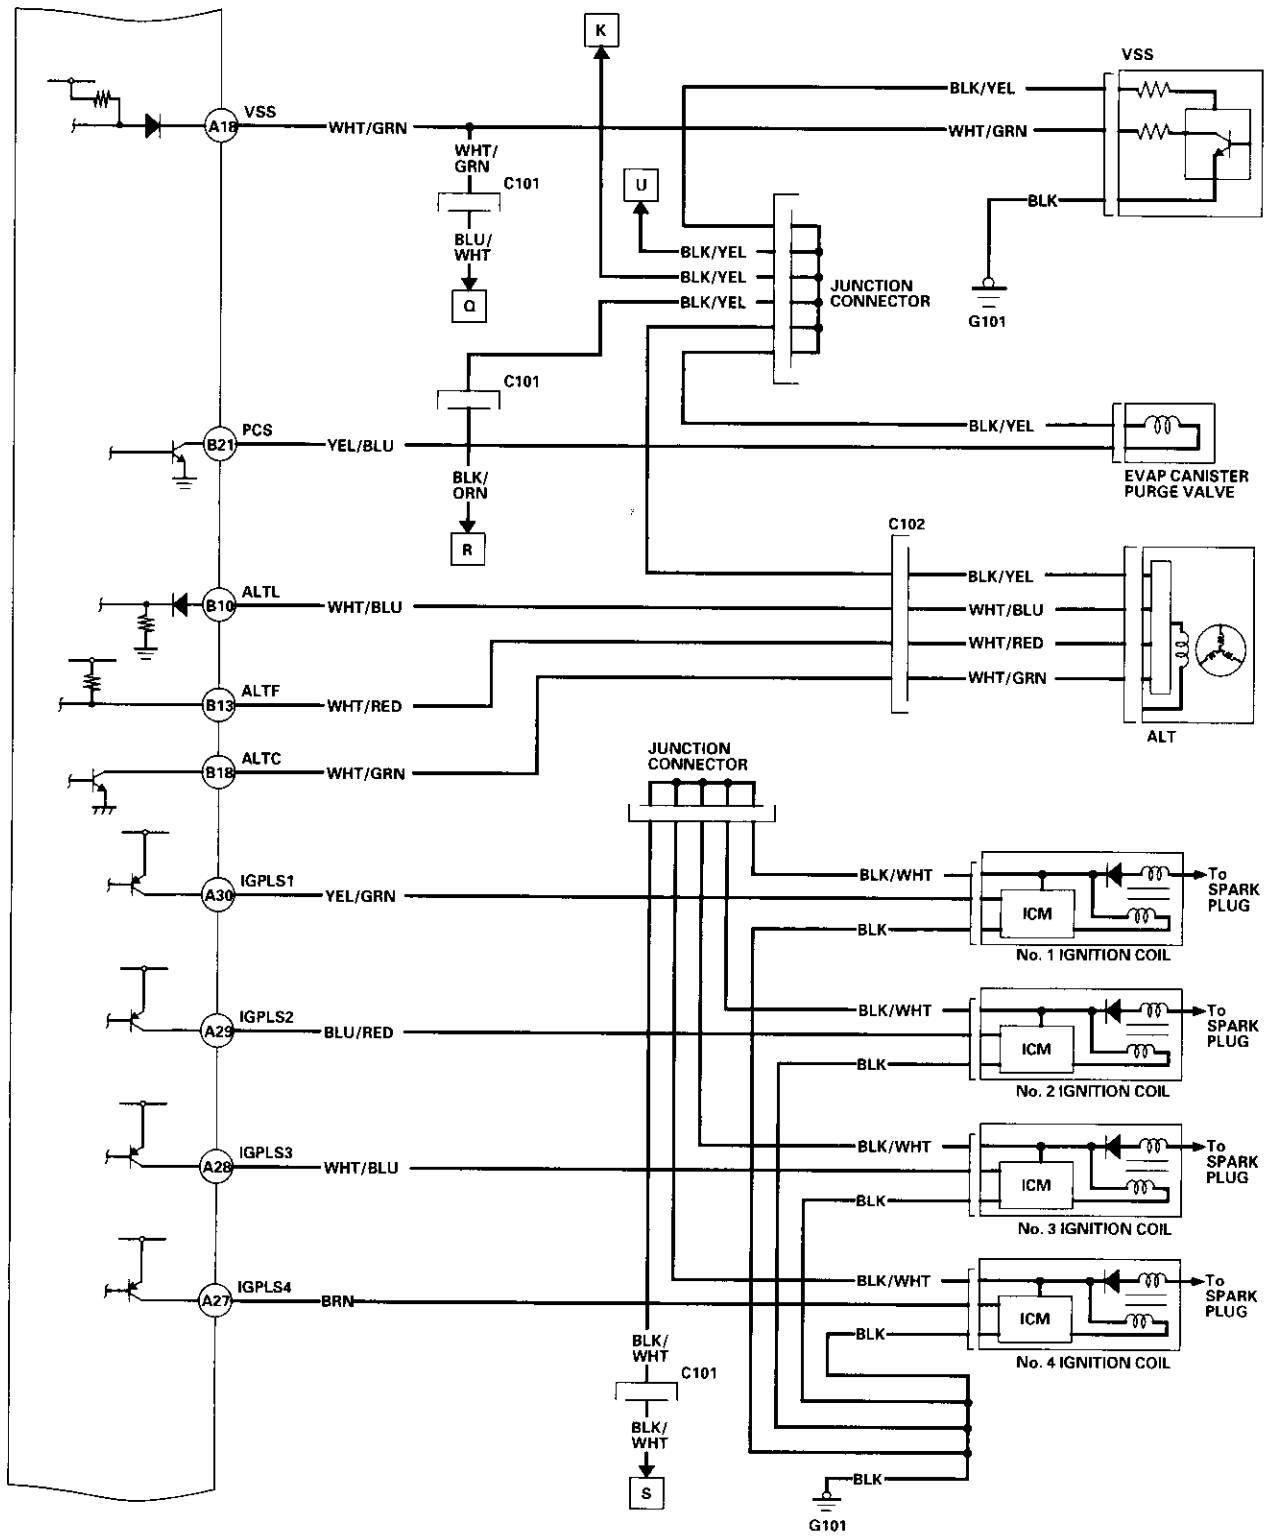 K
VSS
BLK/YEL
A18
VSS
WHT/GRN
WHT/GRN
WHT/
GRN
C101
U
BLK
BLU/
WHT
BLK/YEL
BLK/YEL
BLK/YEL
JUNCTION
CONNECTOR
Q
G101
C101
B21
PCS
YEL/BLU
BLK/YEL
EVAP CANISTER
PURGE VALVE
BLK/
ORN
R
C102
BLK/YEL
B10
ALTL
WHT/BLU
WHT/BLU
WHT/RED
B13
ALTF
WHT/RED
WHT/GRN
ALT
B18
ALTC
WHT/GRN
JUNCTION
CONNECTOR
A30
IGPLS1
YEL/GRN
BLK/WHT
ICM
BLK
To
SPARK
PLUG
No. 1 IGNITION COIL
A29
IGPLS2
BLU/RED
BLK/WHT
ICM
BLK
To
SPARK
PLUG
No. 2 IGNITION COIL
A28
IGPLS3
WHT/BLU
BLK/WHT
ICM
BLK
To
SPARK
PLUG
No. 3 IGNITION COIL
A27
IGPLS4
BRN
BLK/WHT
ICM
BLK
To
SPARK
PLUG
No. 4 IGNITION COIL
BLK/
WHT
C101
BLK/
WHT
S
BLK
G101